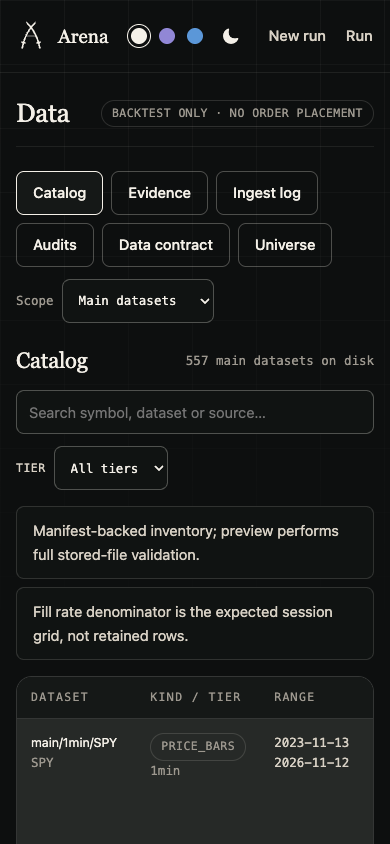 Arena New run Run
Data BACKTEST ONLY · NO ORDER PLACEMENT
Catalog Evidence Ingest log
Audits Data contract Universe
Scope Main datasets
Catalog 557 main datasets on disk
Search symbol, dataset or source...
TIER All tiers
Manifest-backed inventory; preview performs
full stored-file validation.
Fill rate denominator is the expected session
grid, not retained rows.
DATASET KIND / TIER RANGE
main/1min/SPY PRICE_BARS 2023-11-13
SPY 1min 2026-11-12